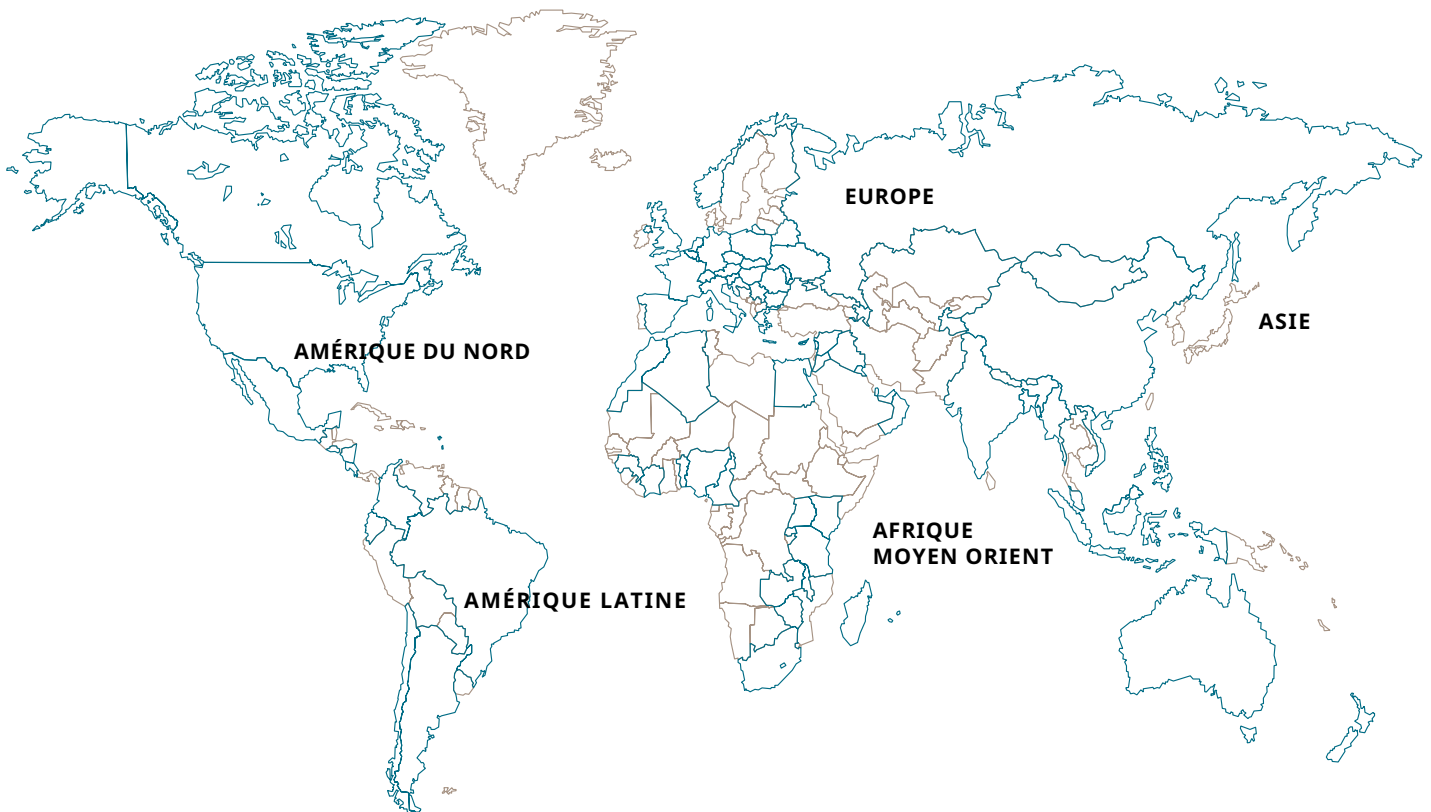 EUROPE
ASIE
AMÉRIQUE DU NORD
AFRIQUE
MOYEN ORIENT
AMÉRIQUE LATINE